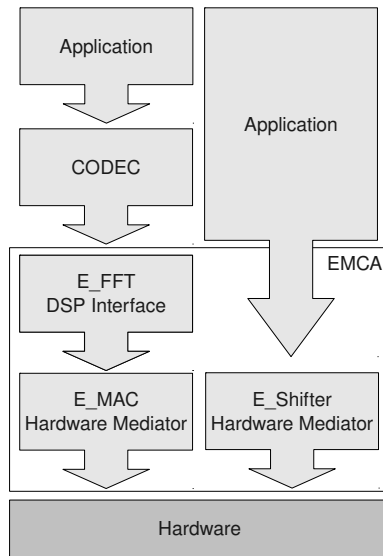 Application
Application
CODEC
EMCA
E_FFT
DSP Interface
E_MAC
Hardware Mediator
E_Shifter
Hardware Mediator
Hardware